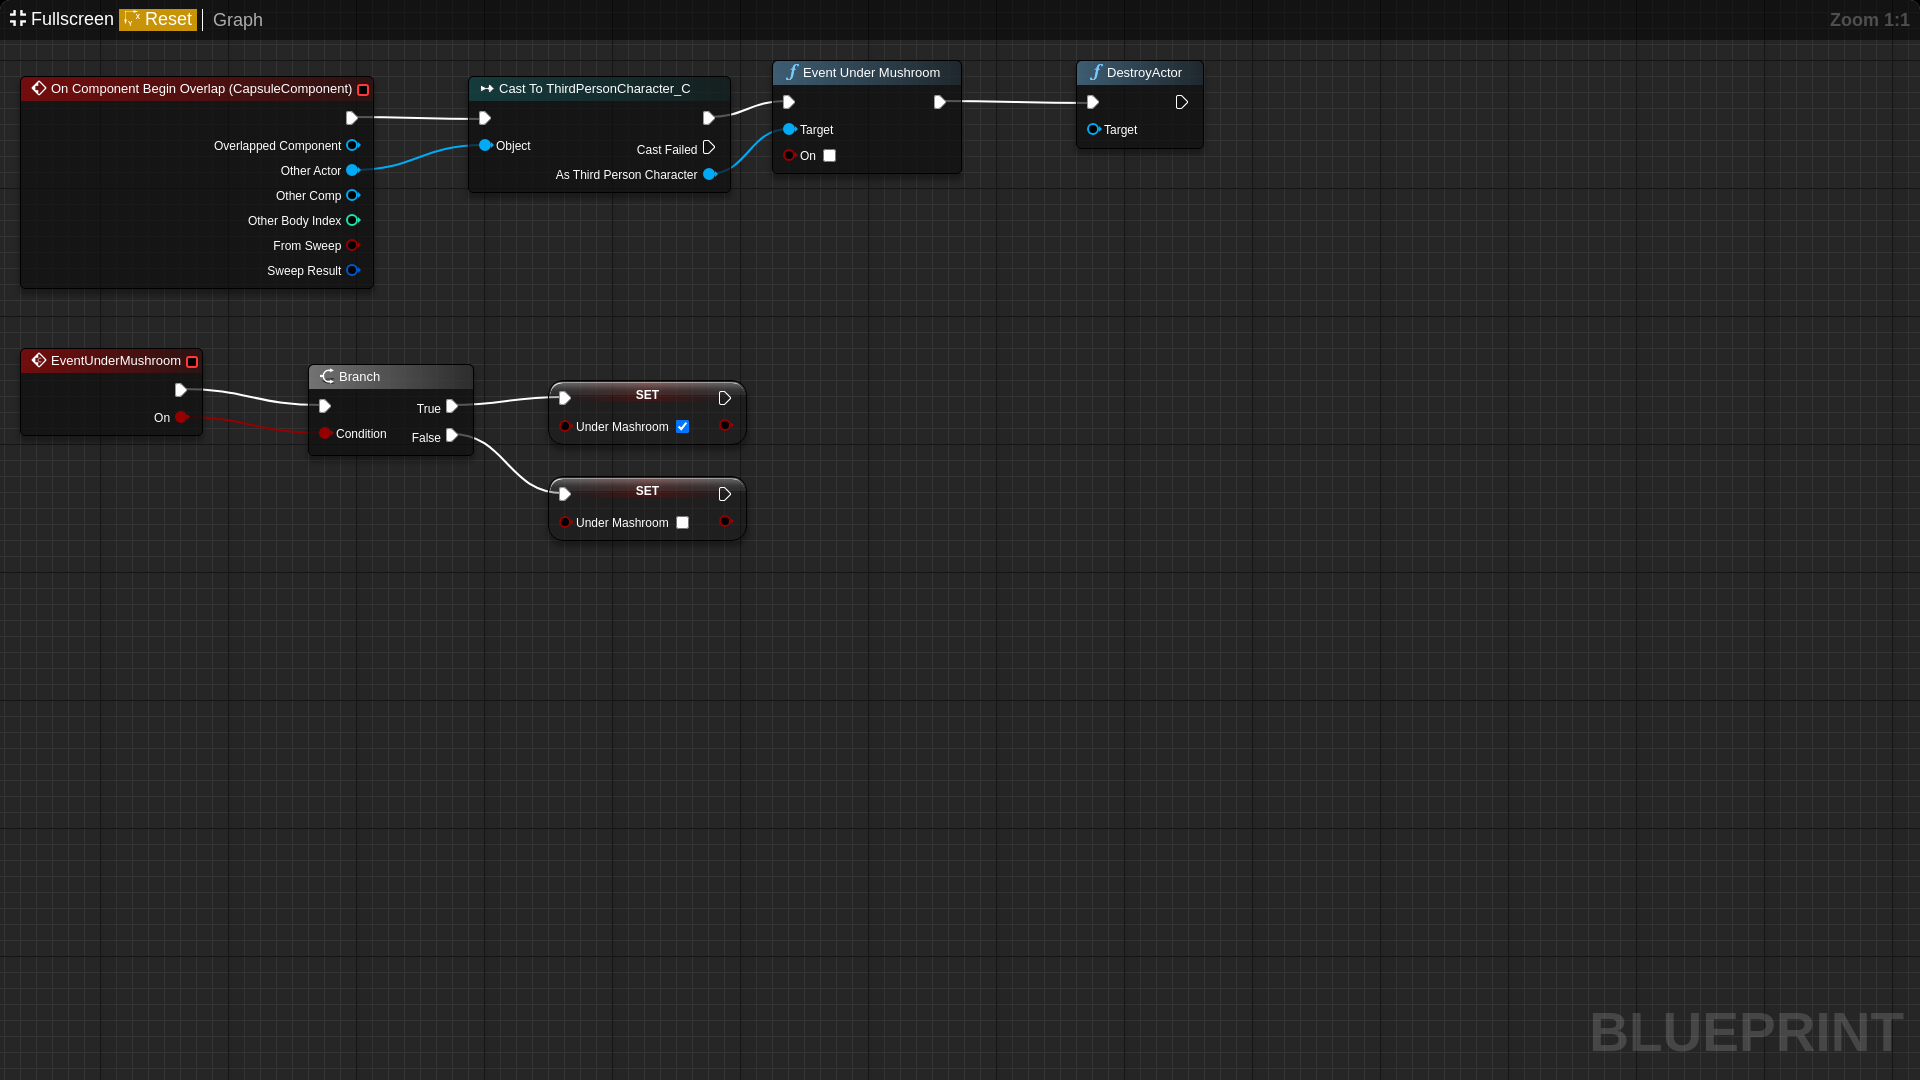 Fullscreen Reset Graph Zoom 1:1
On Component Begin Overlap (CapsuleComponent)
Overlapped Component
Other Actor
Other Comp
Other Body Index
From Sweep
Sweep Result
Cast To ThirdPersonCharacter_C
Object
Cast Failed
As Third Person Character
Event Under Mushroom
Target
On
DestroyActor
Target
EventUnderMushroom
On
Branch
True
Condition
False
SET
Under Mashroom
SET
Under Mashroom
BLUEPRINT